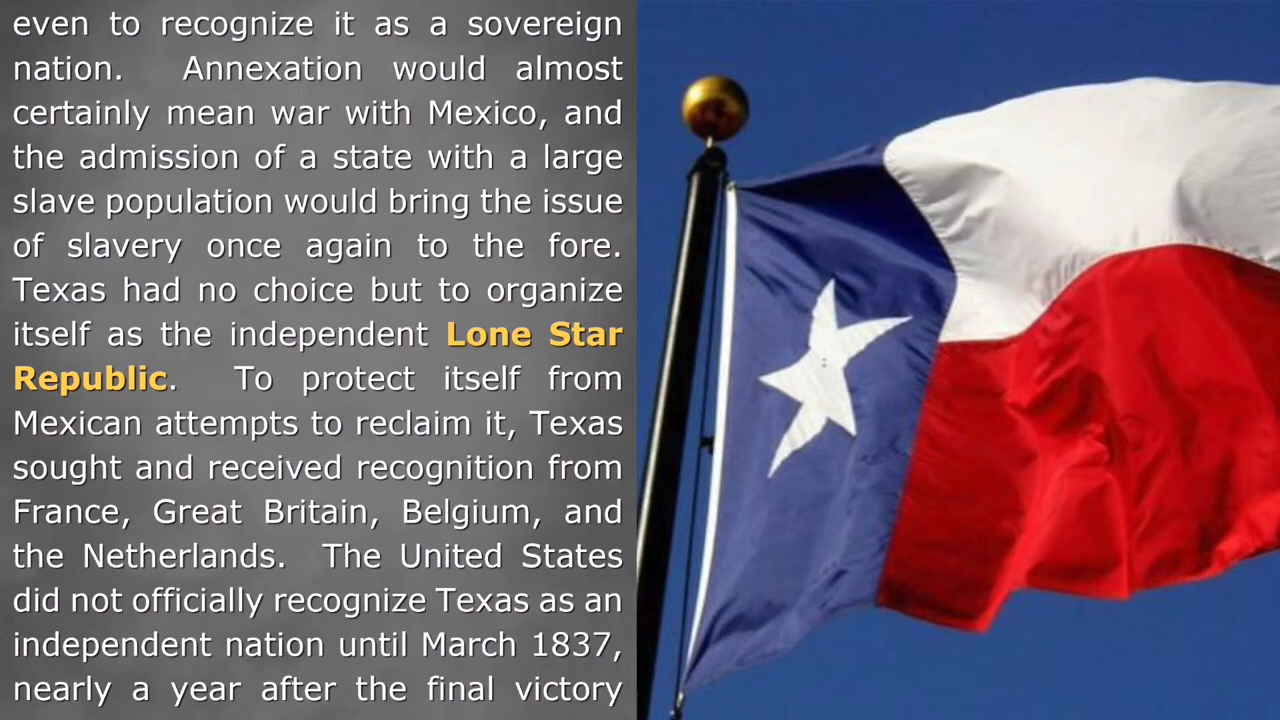 even to recognize it as a sovereign
nation. Annexation would almost
certainly mean war with Mexico, and
the admission of a state with a large
slave population would bring the issue
of slavery once again to the fore.
Texas had no choice but to organize
itself as the independent Lone Star
Republic. To protect itself from
Mexican attempts to reclaim it, Texas
sought and received recognition from
France, Great Britain, Belgium, and
the Netherlands. The United States
did not officially recognize Texas as an
independent nation until March 1837,
nearly a year after the final victory